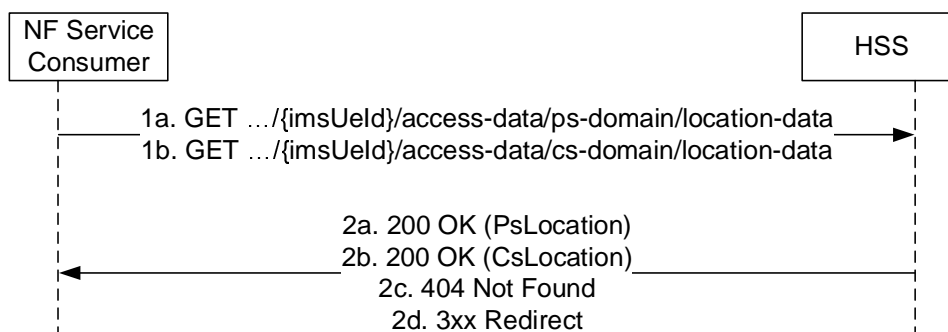 NF Service
Consumer
HSS
1a. GET …/{imsUeId}/access-data/ps-domain/location-data
1b. GET …/{imsUeId}/access-data/cs-domain/location-data
2a. 200 OK (PsLocation)
2b. 200 OK (CsLocation)
2c. 404 Not Found
2d. 3xx Redirect